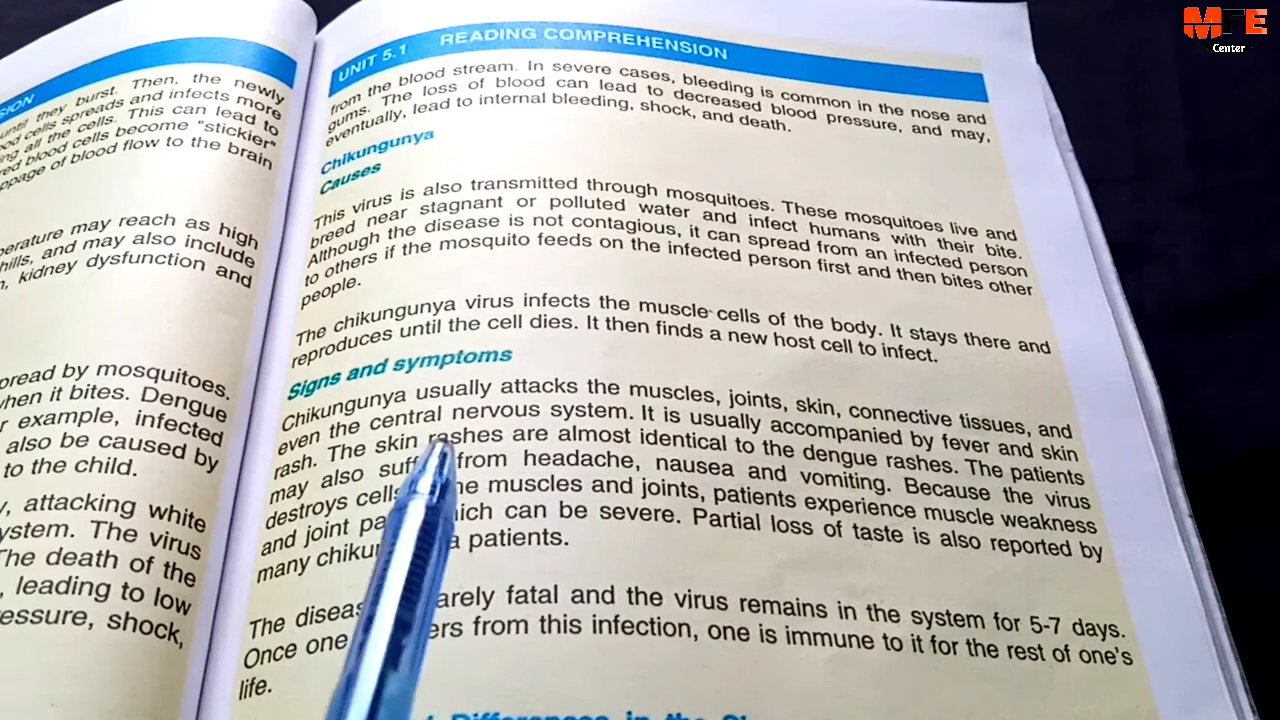 MCE
Center
SION
until they burst. Then, the newly
ood cells spreads and infects more
ing all the cells. This can lead to
red blood cells become "stickier"
ppage of blood flow to the brain
perature may reach as high
hills, and may also include
n, kidney dysfunction and
pread by mosquitoes.
when it bites. Dengue
r example, infected
also be caused by
to the child.
y, attacking white
ystem. The virus
The death of the
, leading to low
essure, shock,
UNIT 5.1 READING COMPREHENSION
from the blood stream. In severe cases, bleeding is common in the nose and
gums. The loss of blood can lead to decreased blood pressure, and may,
eventually, lead to internal bleeding, shock, and death.
Chikungunya
Causes
This virus is also transmitted through mosquitoes. These mosquitoes live and
breed near stagnant or polluted water and infect humans with their bite.
Although the disease is not contagious, it can spread from an infected person
to others if the mosquito feeds on the infected person first and then bites other
people.
The chikungunya virus infects the muscle cells of the body. It stays there and
reproduces until the cell dies. It then finds a new host cell to infect.
Signs and symptoms
Chikungunya usually attacks the muscles, joints, skin, connective tissues, and
even the central nervous system. It is usually accompanied by fever and skin
rash. The skin rashes are almost identical to the dengue rashes. The patients
may also suff from headache, nausea and vomiting. Because the virus
destroys cells he muscles and joints, patients experience muscle weakness
and joint pa hich can be severe. Partial loss of taste is also reported by
many chikun a patients.
The diseas arely fatal and the virus remains in the system for 5-7 days.
Once one ers from this infection, one is immune to it for the rest of one's
life.
Differences in the